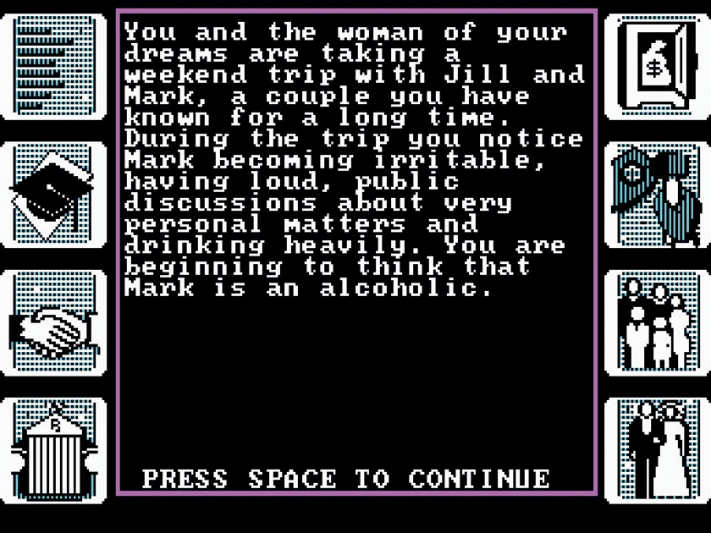 You and the woman of your
dreams are taking a
weekend trip with Jill and
Mark, a couple you have
known for a long time.
During the trip you notice
Mark becoming irritable,
having loud, public
discussions about very
personal matters and
drinking heavily. You are
beginning to think that
Mark is an alcoholic.
$
R
PRESS SPACE TO CONTINUE